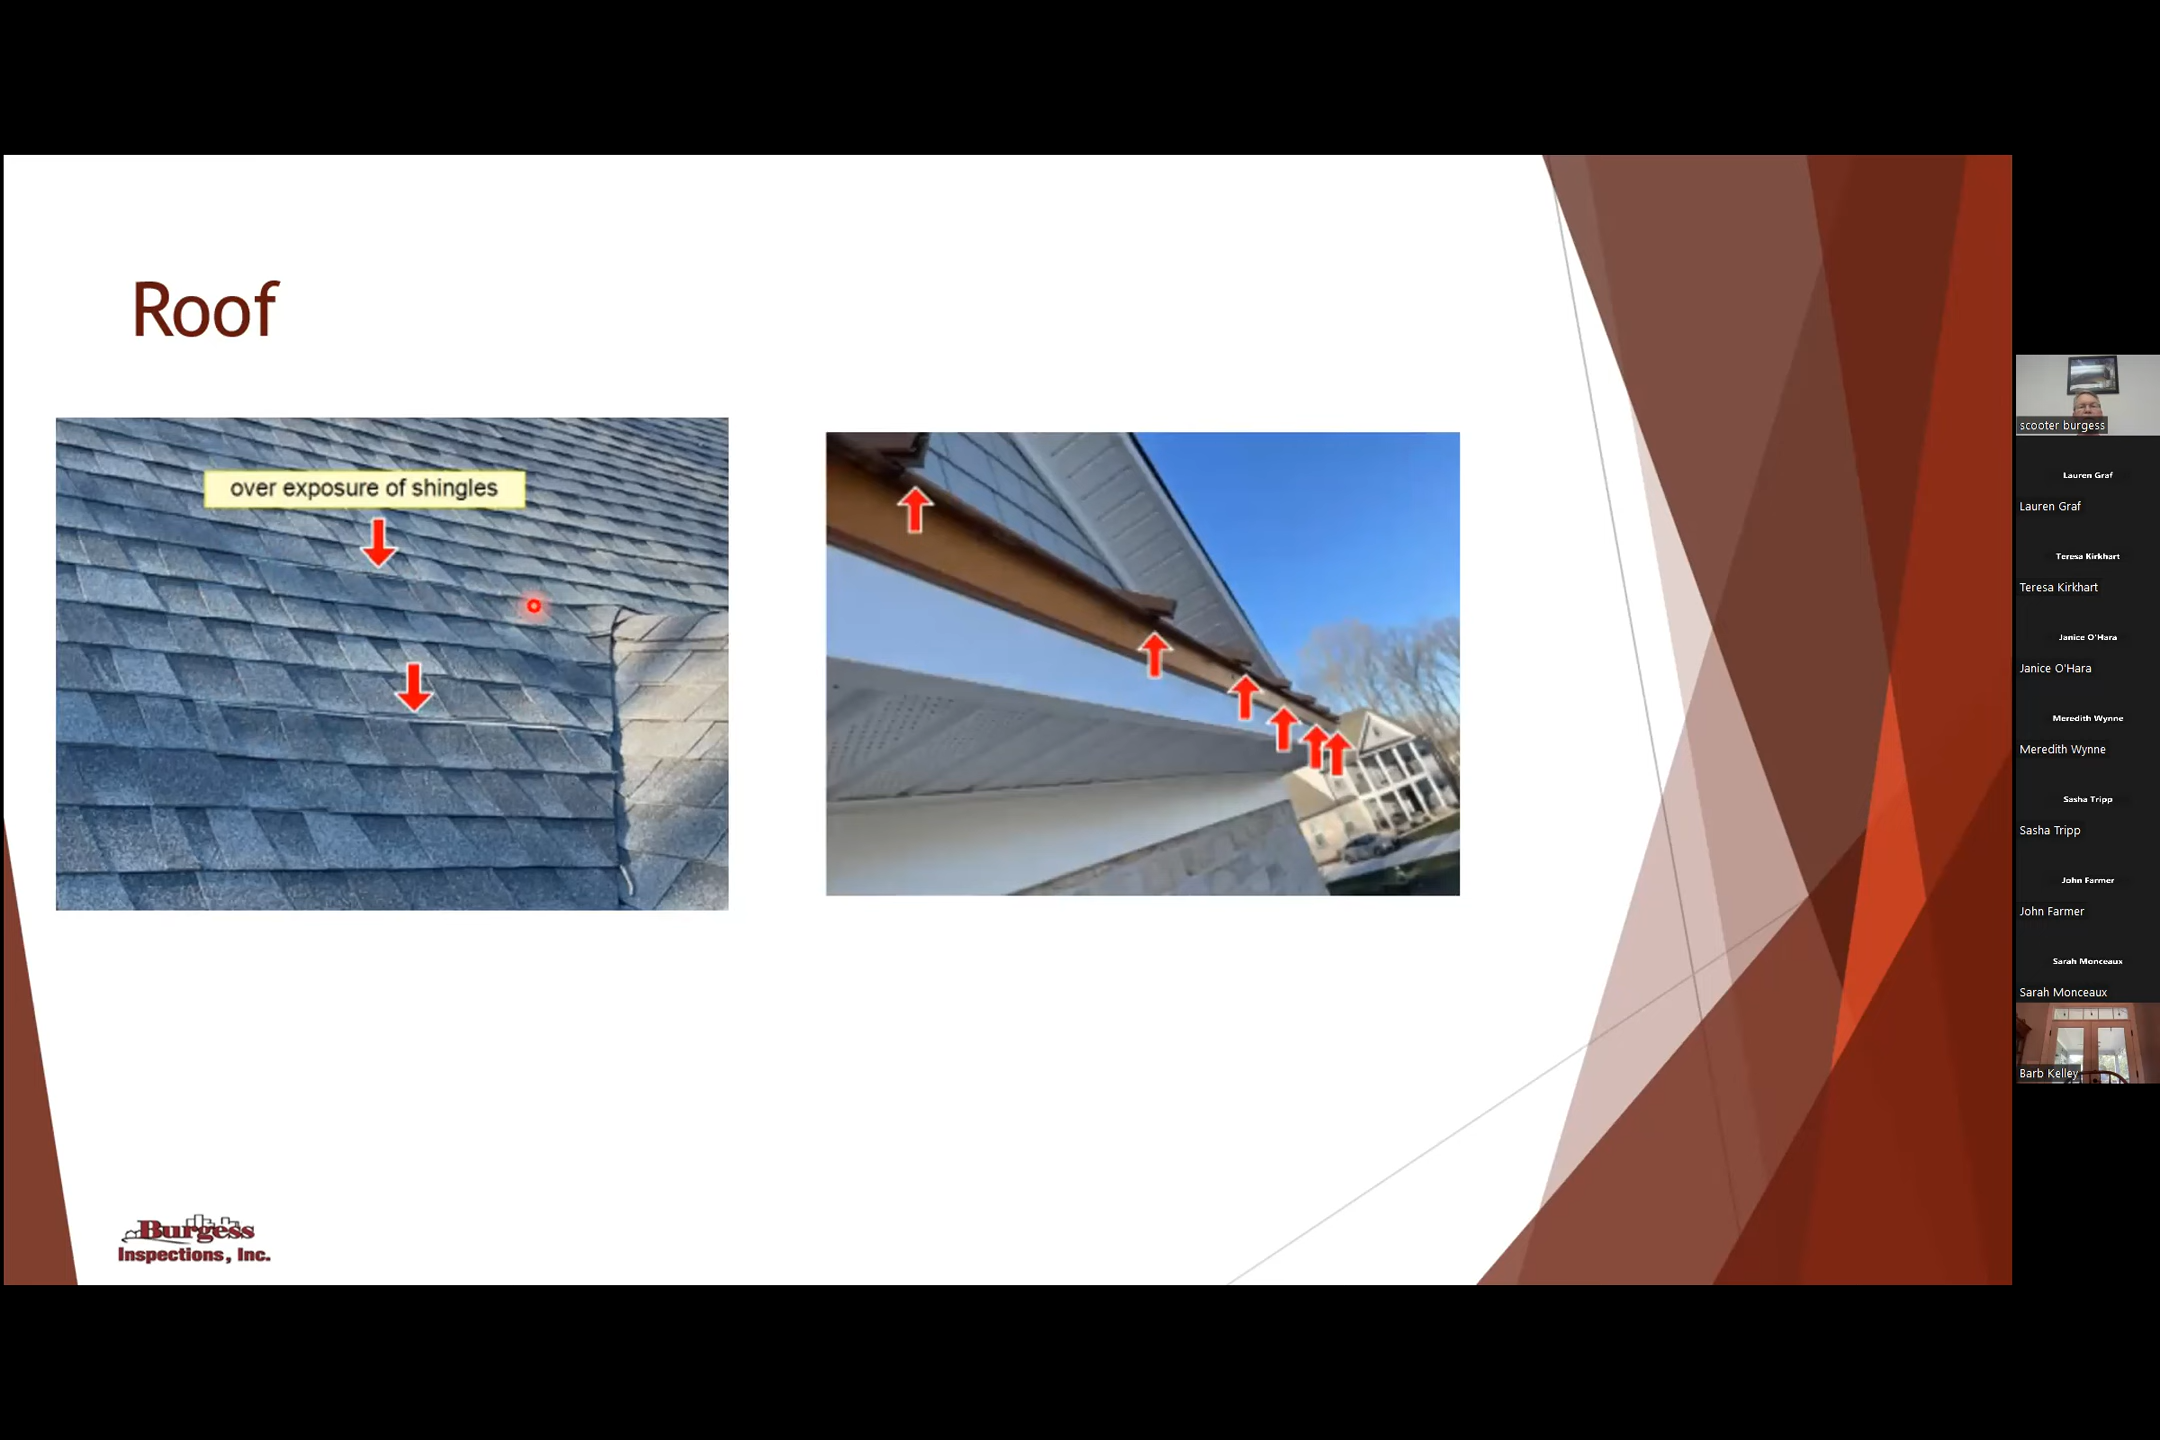 Roof
over exposure of shingles
Burgess
Inspections, Inc.
scooter burgess
Lauren Graf
Lauren Graf
Teresa Kirkhart
Teresa Kirkhart
Janice O'Hara
Janice O'Hara
Meredith Wynne
Meredith Wynne
Sasha Tripp
Sasha Tripp
John Farmer
John Farmer
Sarah Monceaux
Sarah Monceaux
Barb Kelley